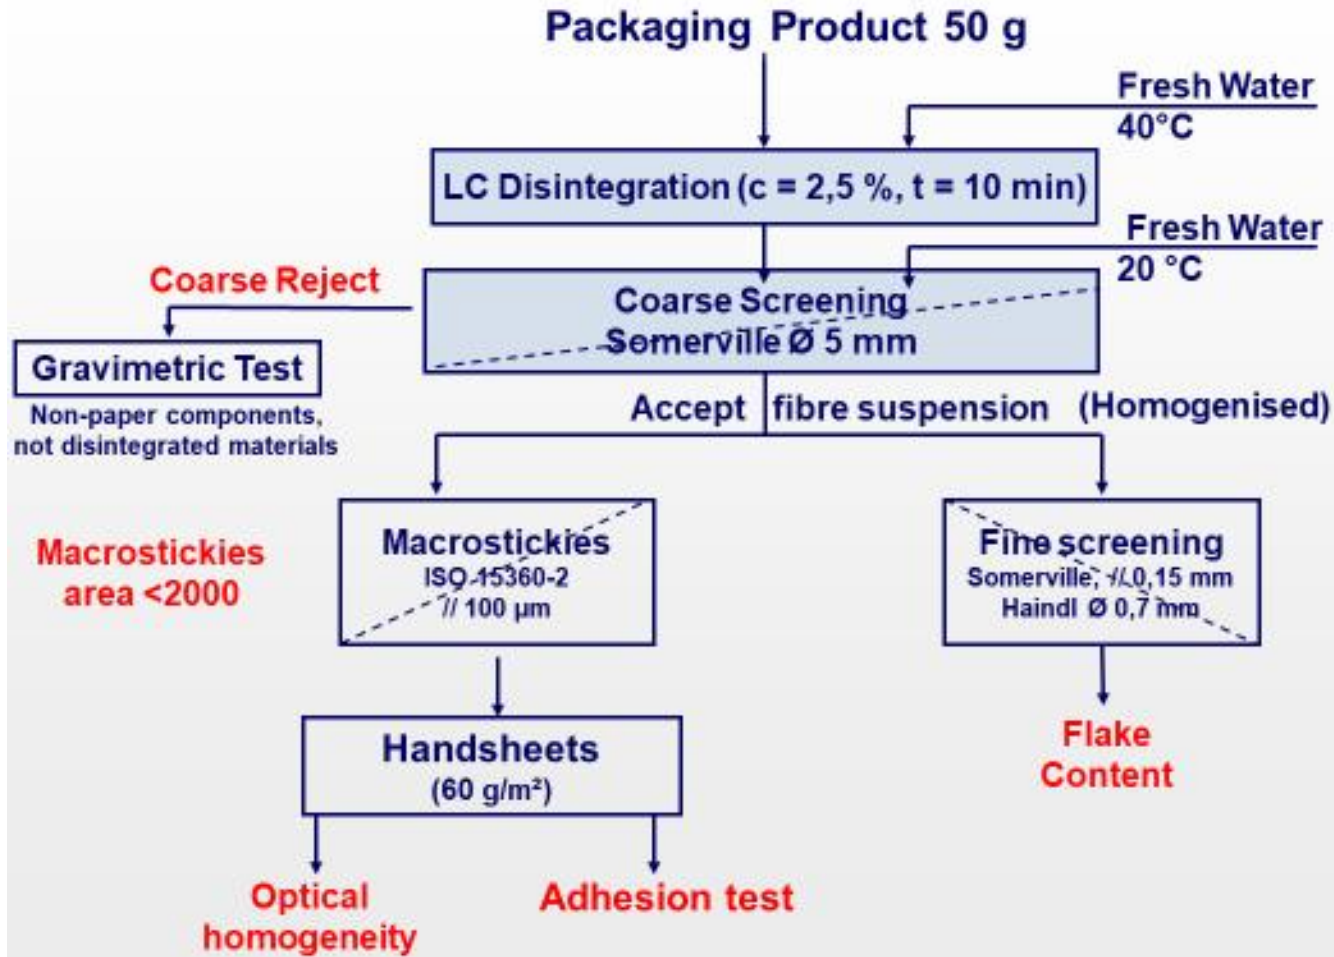 Packaging Product 50 g
Fresh Water
40°C
LC Disintegration (c = 2,5 %, t = 10 min)
Fresh Water
20 °C
Coarse Reject
Coarse Screening
Somerville Ø 5 mm
Gravimetric Test
Non-paper components,
not disintegrated materials
Accept fibre suspension (Homogenised)
Macrostickies
area <2000
Macrostickies
ISO 15360-2
// 100 µm
Fine screening
Somerville, // 0,15 mm
Haindl Ø 0,7 mm
Handsheets
(60 g/m²)
Flake
Content
Optical
homogeneity
Adhesion test